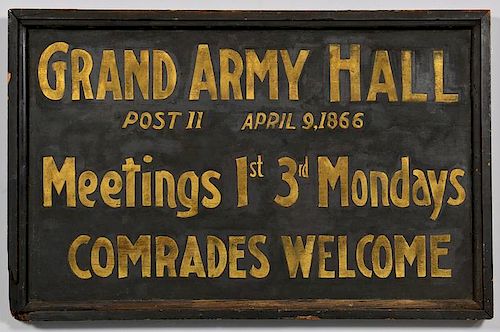 GRAND ARMY HALL
POST 11 APRIL 9, 1866
Meetings 1st 3rd Mondays
COMRADES WELCOME